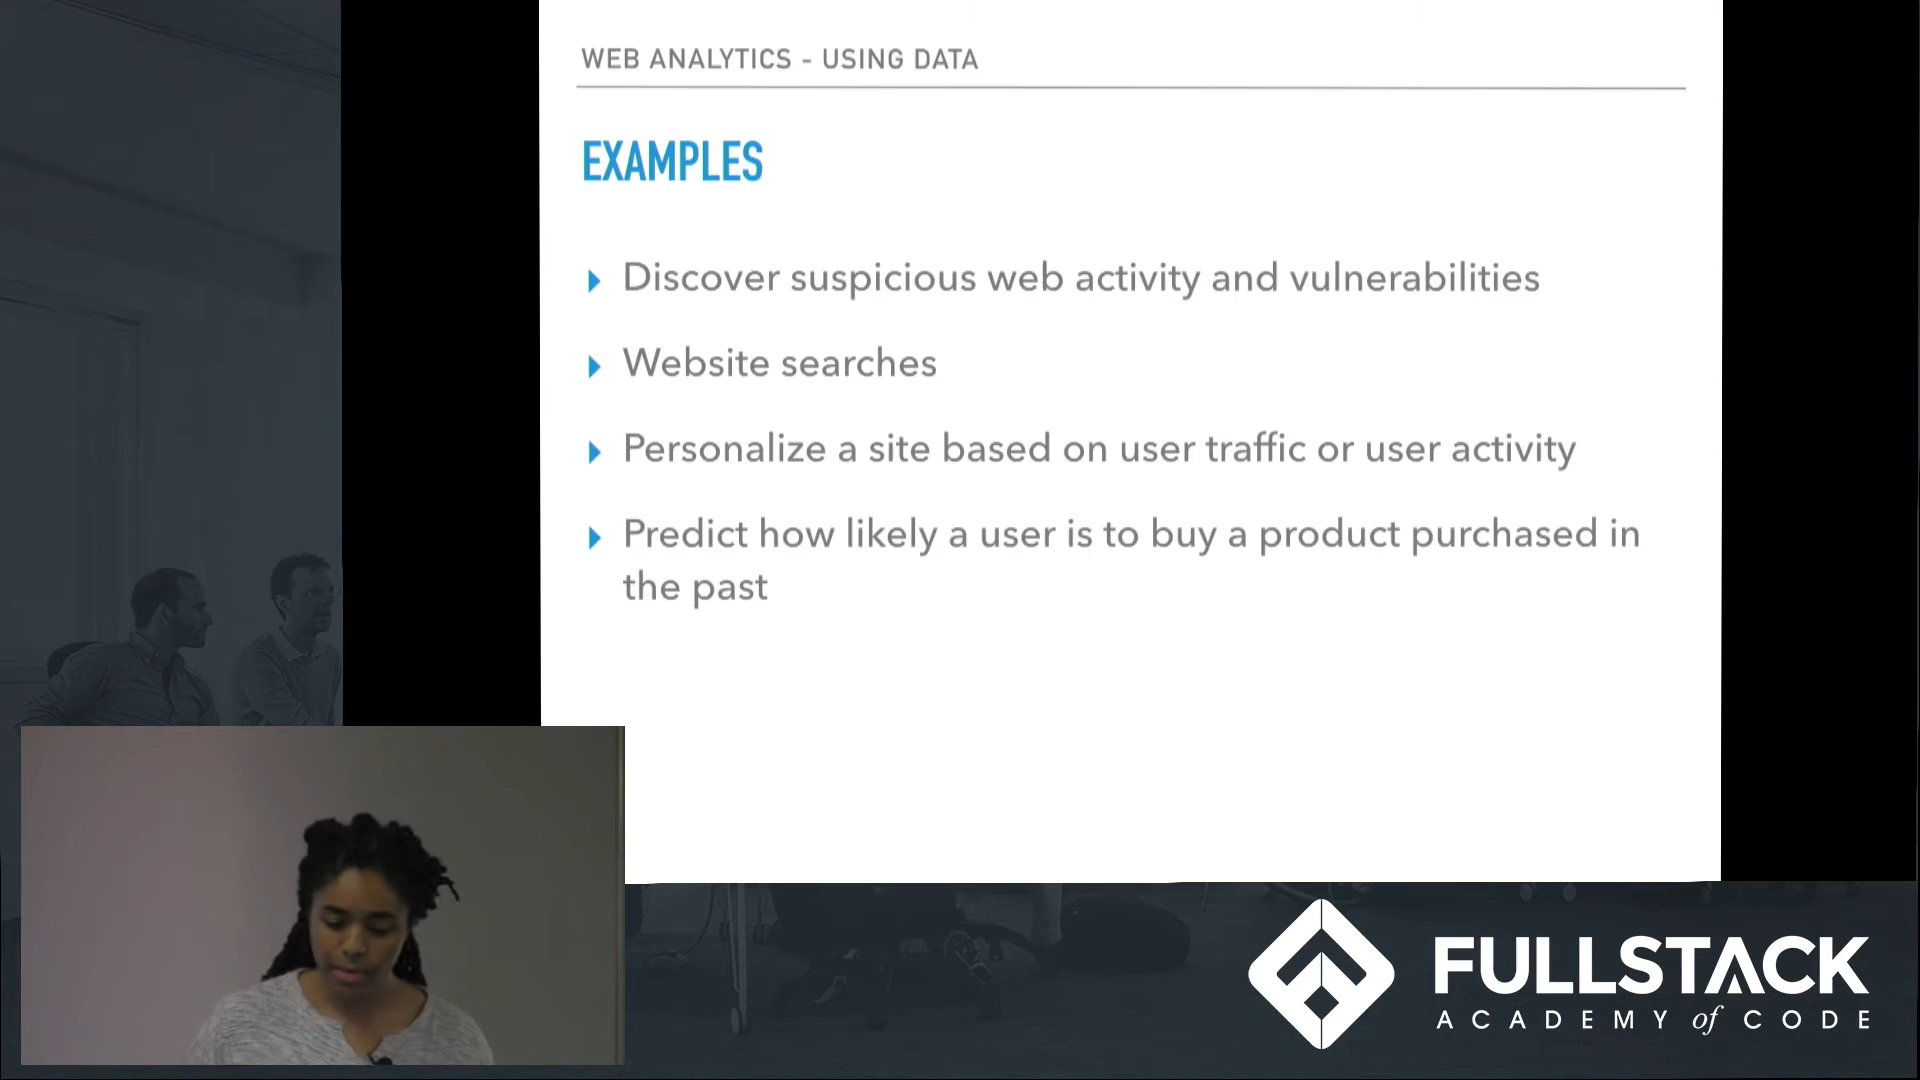 WEB ANALYTICS - USING DATA
EXAMPLES
Discover suspicious web activity and vulnerabilities
Website searches
Personalize a site based on user traffic or user activity
Predict how likely a user is to buy a product purchased in
the past
FULLSTACK
ACADEMY of CODE